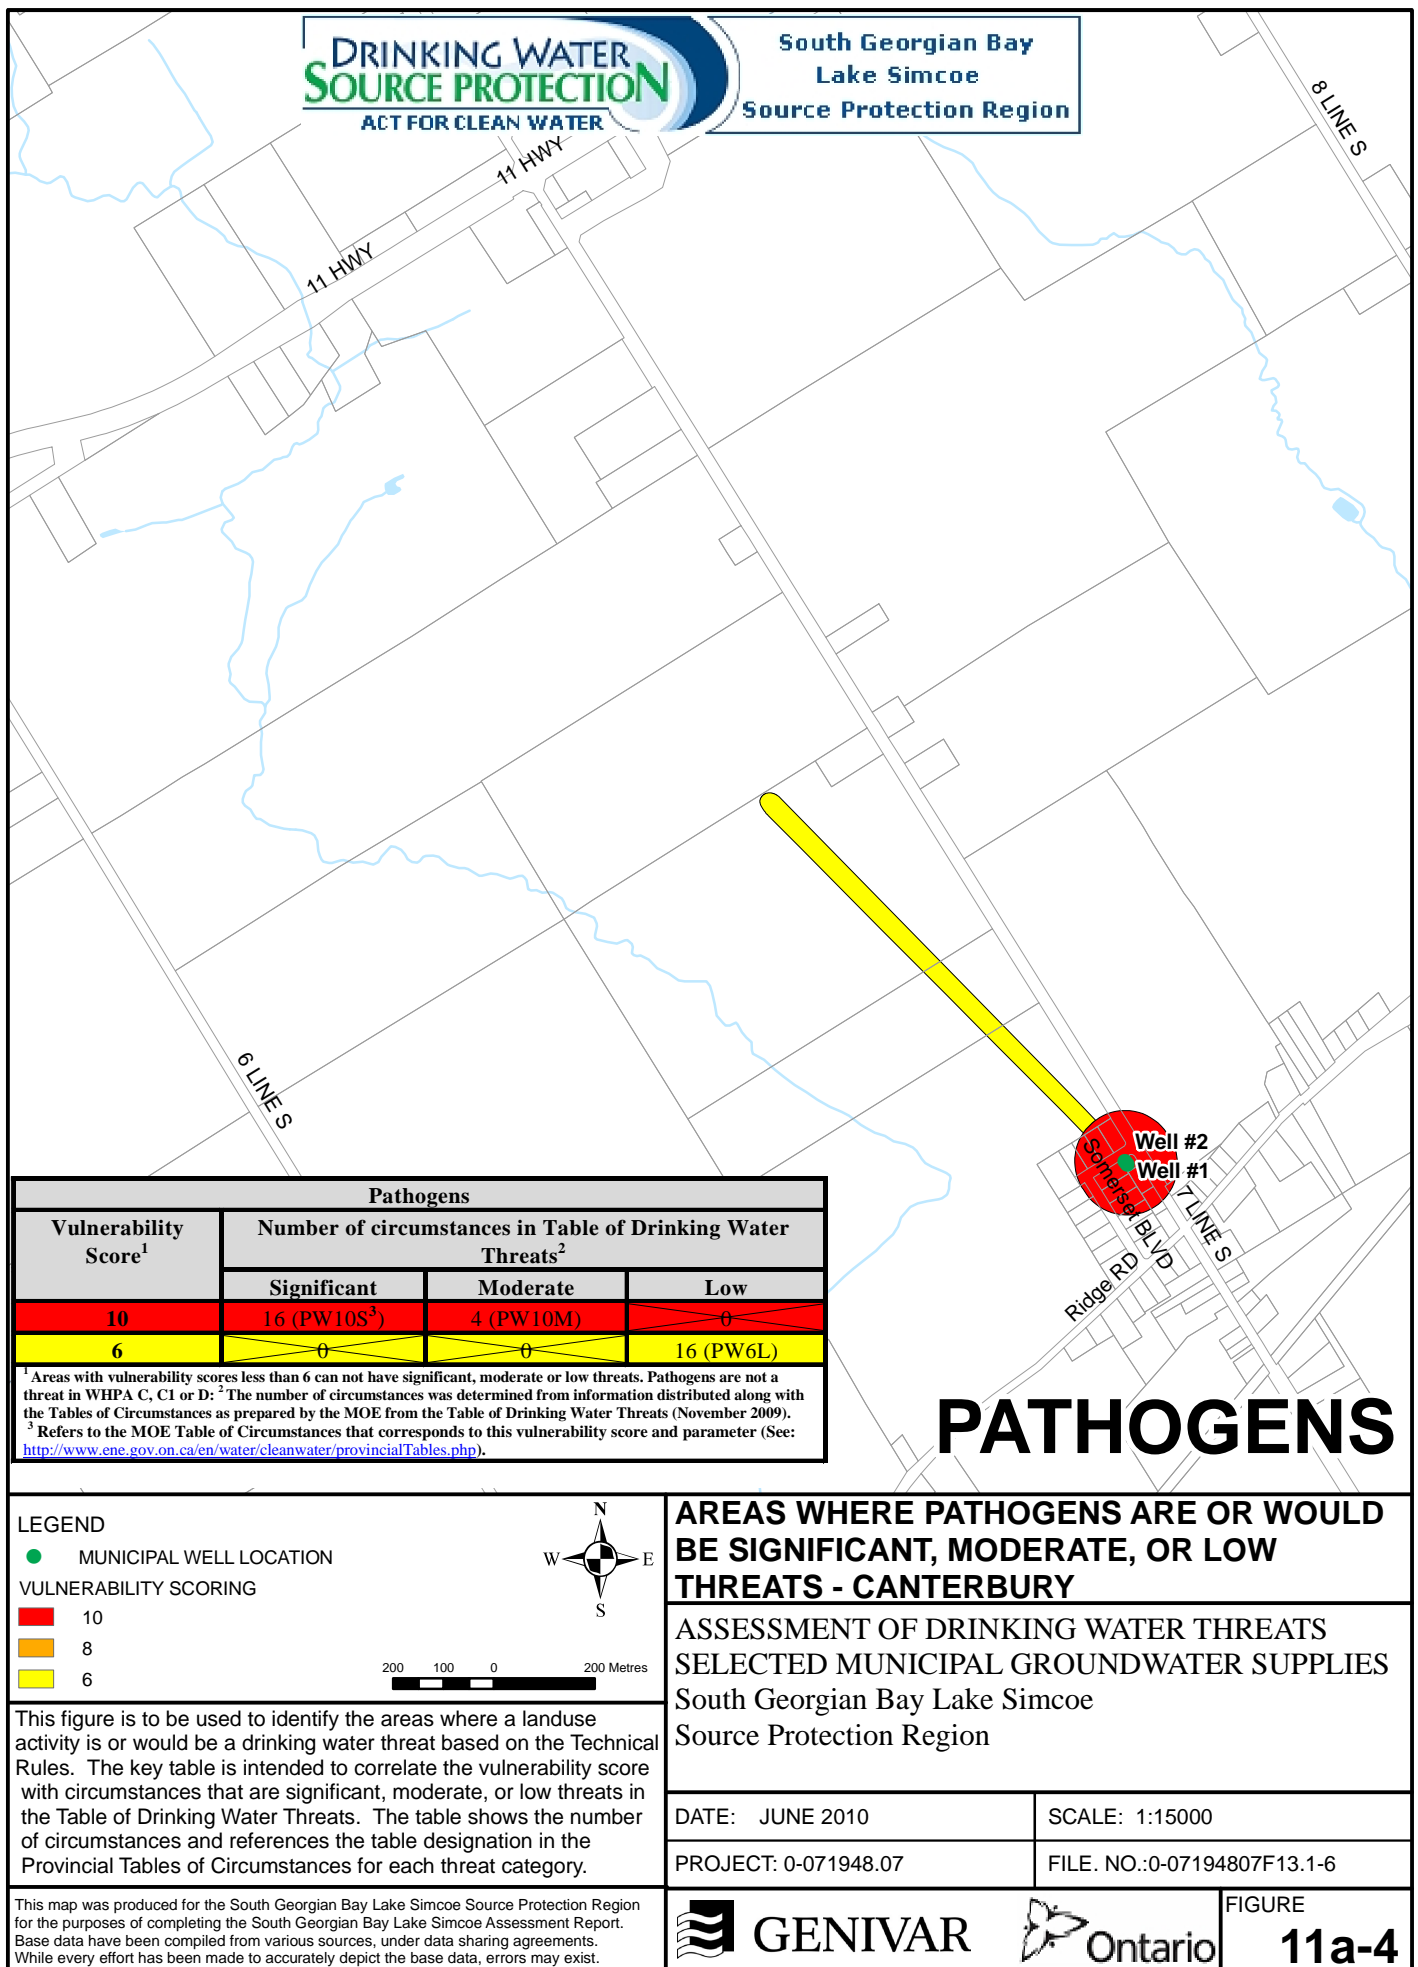 DRINKING WATER
SOURCE PROTECTION
ACT FOR CLEAN WATER
South Georgian Bay
Lake Simcoe
Source Protection Region
8 LINE S
11 HWY
11 HWY
6 LINE S
Well #2
Well #1
Somerset BLVD
7 LINE S
Ridge RD
Pathogens
Vulnerability Score¹
Number of circumstances in Table of Drinking Water Threats²
Significant Moderate Low
10 16 (PW10S³) 4 (PW10M) 0
6 0 0 16 (PW6L)
¹ Areas with vulnerability scores less than 6 can not have significant, moderate or low threats. Pathogens are not a
threat in WHPA C, C1 or D: ² The number of circumstances was determined from information distributed along with
the Tables of Circumstances as prepared by the MOE from the Table of Drinking Water Threats (November 2009).
³ Refers to the MOE Table of Circumstances that corresponds to this vulnerability score and parameter (See:
http://www.ene.gov.on.ca/en/water/cleanwater/provincialTables.php).
PATHOGENS
LEGEND
MUNICIPAL WELL LOCATION
VULNERABILITY SCORING
10
8
6
N
W E
S
200 100 0 200 Metres
AREAS WHERE PATHOGENS ARE OR WOULD
BE SIGNIFICANT, MODERATE, OR LOW
THREATS - CANTERBURY
ASSESSMENT OF DRINKING WATER THREATS
SELECTED MUNICIPAL GROUNDWATER SUPPLIES
South Georgian Bay Lake Simcoe
Source Protection Region
This figure is to be used to identify the areas where a landuse
activity is or would be a drinking water threat based on the Technical
Rules. The key table is intended to correlate the vulnerability score
with circumstances that are significant, moderate, or low threats in
the Table of Drinking Water Threats. The table shows the number
of circumstances and references the table designation in the
Provincial Tables of Circumstances for each threat category.
DATE: JUNE 2010
SCALE: 1:15000
PROJECT: 0-071948.07
FILE. NO.:0-07194807F13.1-6
This map was produced for the South Georgian Bay Lake Simcoe Source Protection Region
for the purposes of completing the South Georgian Bay Lake Simcoe Assessment Report.
Base data have been compiled from various sources, under data sharing agreements.
While every effort has been made to accurately depict the base data, errors may exist.
GENIVAR
Ontario
FIGURE
11a-4